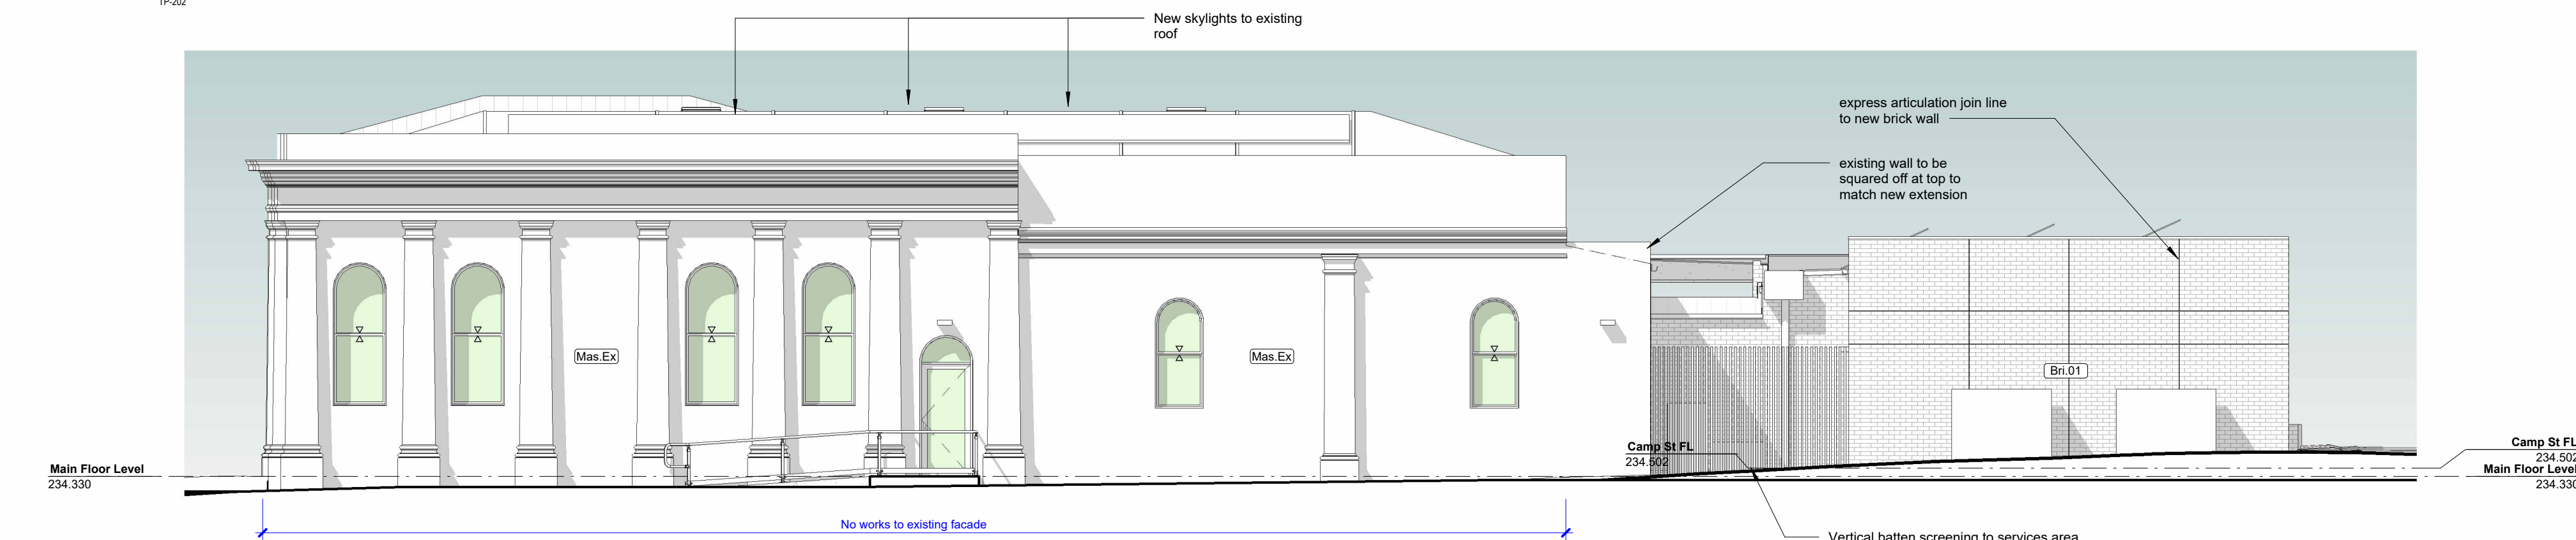 TP-202
New skylights to existing
roof
express articulation join line
to new brick wall
existing wall to be
squared off at top to
match new extension
Mas.Ex
Mas.Ex
Bri.01
Main Floor Level
234.330
Camp St FL
234.502
Camp St FL
234.502
Main Floor Level
234.330
No works to existing facade
Vertical batten screening to services area